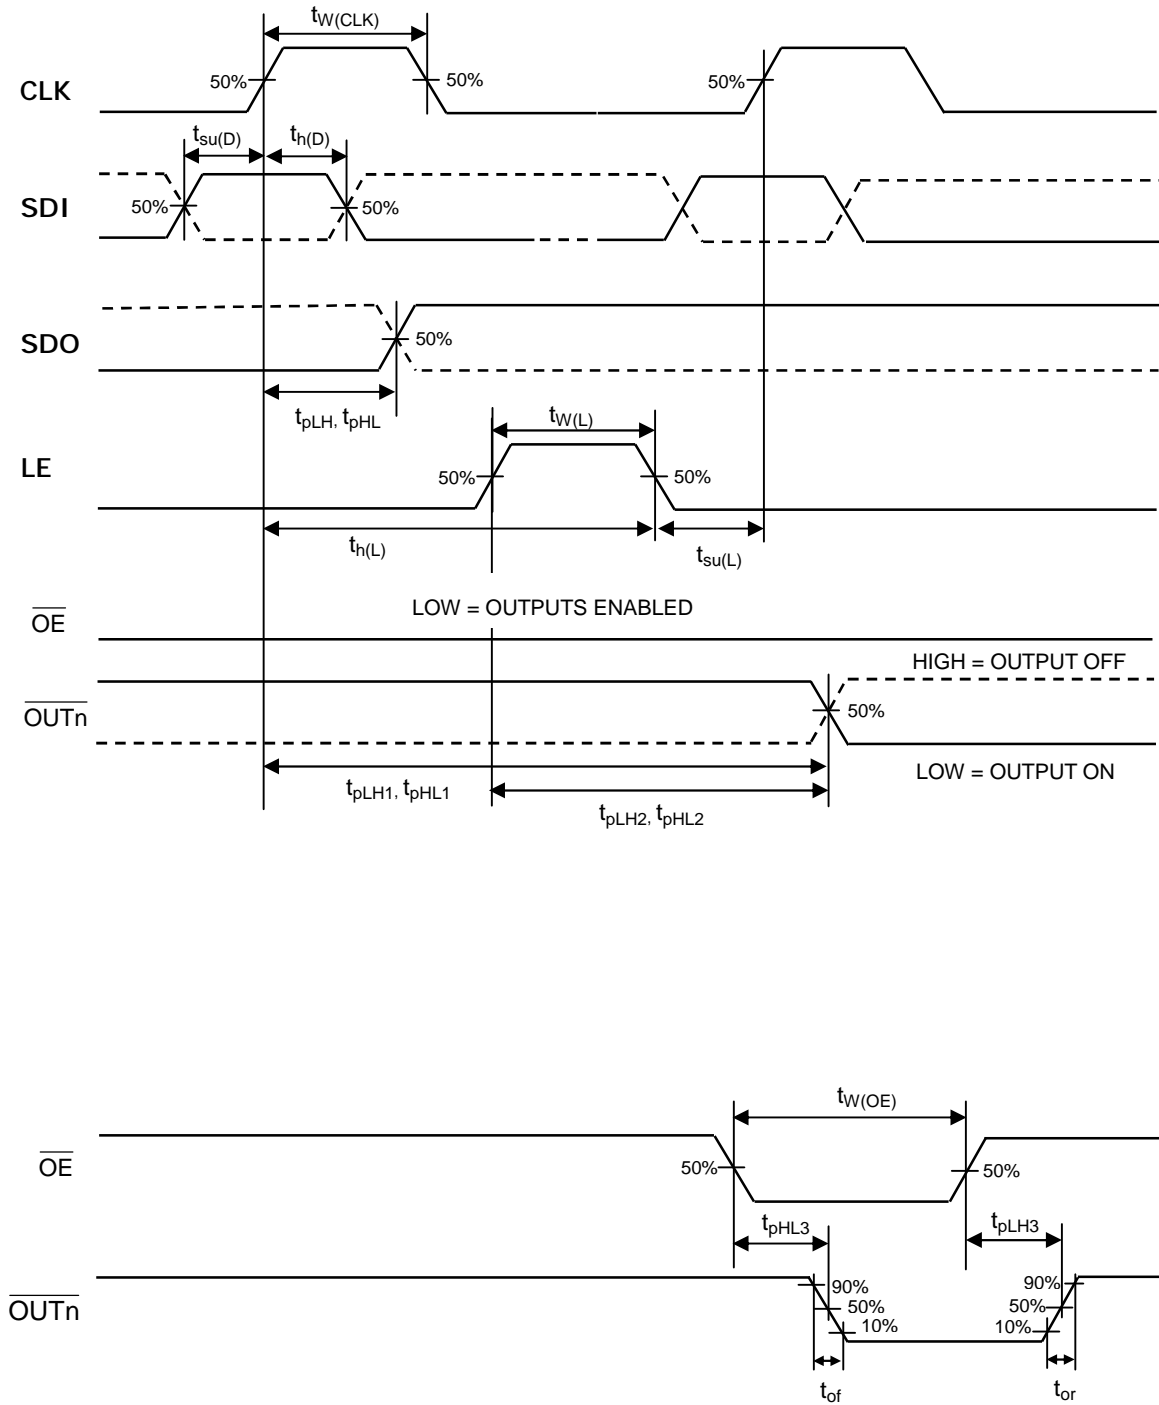 tW(CLK)
CLK
50%
50%
50%
tsu(D)
th(D)
SDI
50%
50%
SDO
50%
tpLH, tpHL
tW(L)
LE
50%
50%
th(L)
tsu(L)
OE
LOW = OUTPUTS ENABLED
HIGH = OUTPUT OFF
OUTn
50%
LOW = OUTPUT ON
tpLH1, tpHL1
tpLH2, tpHL2
tW(OE)
OE
50%
50%
tpHL3
tpLH3
OUTn
90%
50%
10%
90%
50%
10%
tof
tor